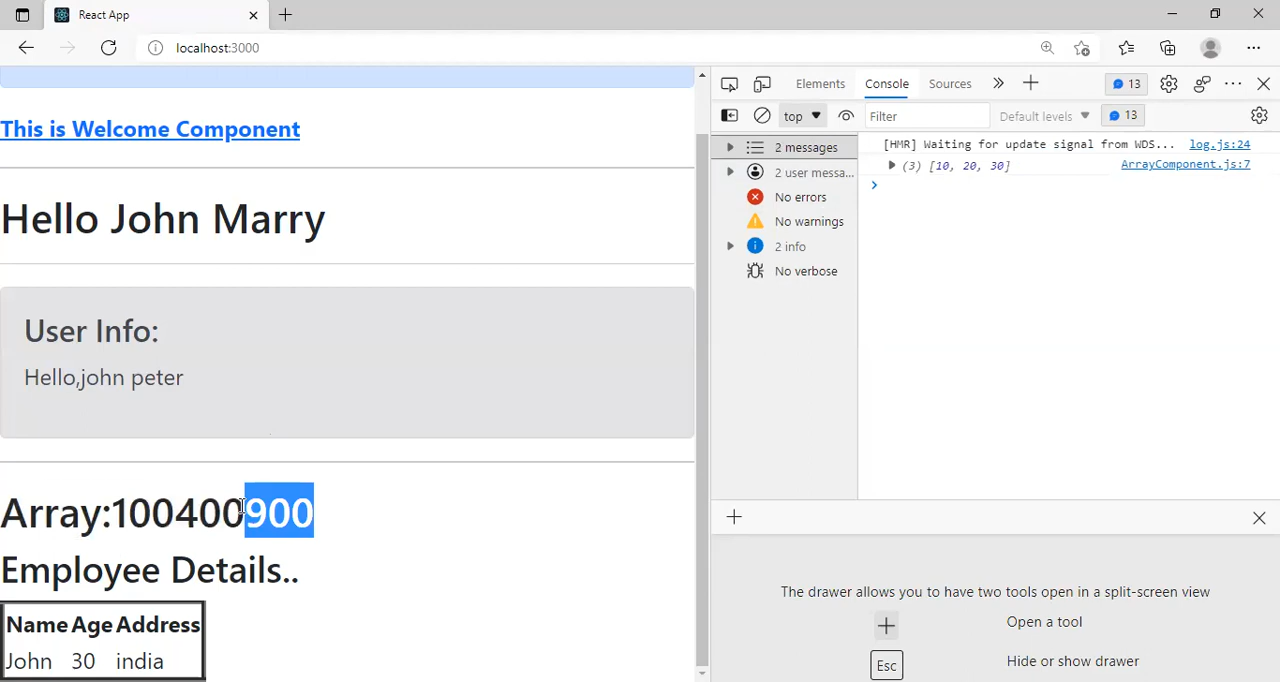 React App
localhost:3000
This is Welcome Component
Hello John Marry
User Info:
Hello,john peter
Array:100400900
Employee Details..
Name Age Address
John 30 india
Elements Console Sources 13
top Filter Default levels 13
2 messages
2 user messa...
No errors
No warnings
2 info
No verbose
[HMR] Waiting for update signal from WDS... log.js:24
(3) [10, 20, 30] ArrayComponent.js:7
The drawer allows you to have two tools open in a split-screen view
Open a tool
Esc Hide or show drawer